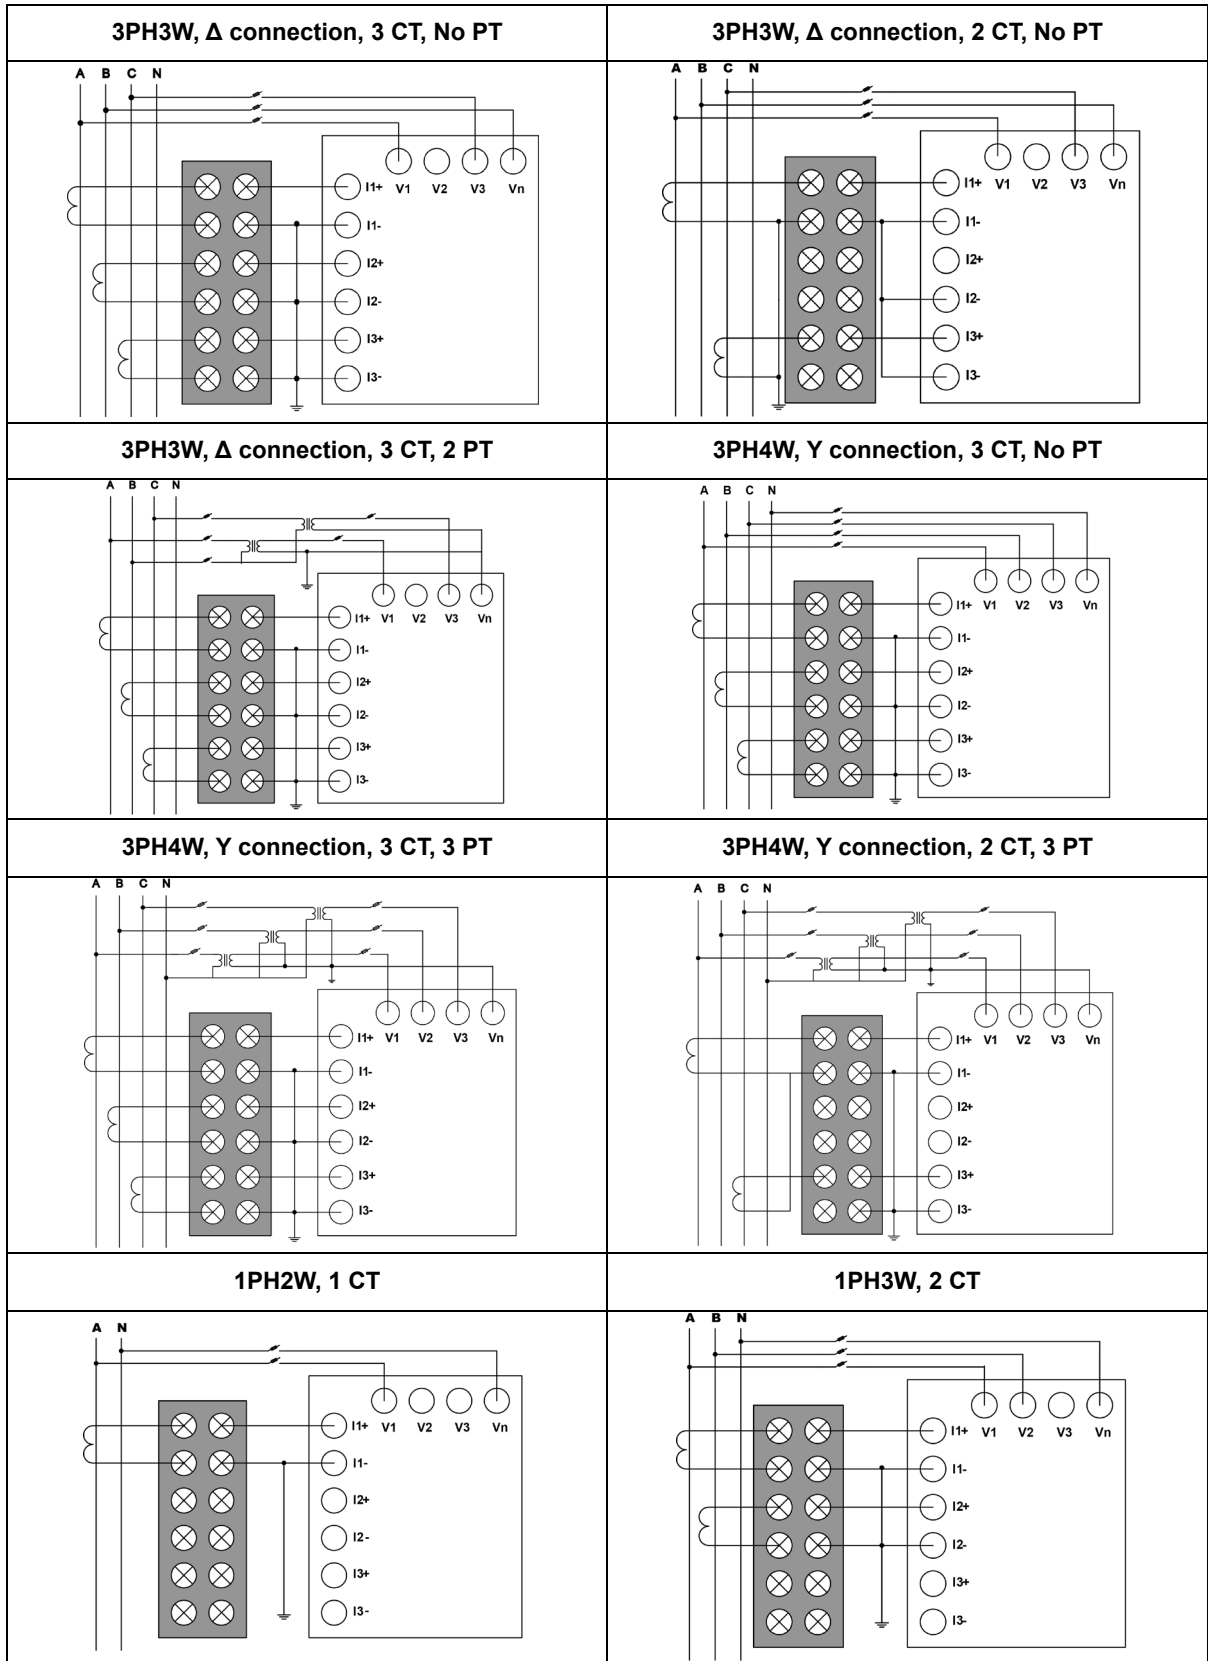 3PH3W, Δ connection, 3 CT, No PT
A B C N
V1 V2 V3 Vn
I1+
I1-
I2+
I2-
I3+
I3-
3PH3W, Δ connection, 2 CT, No PT
A B C N
V1 V2 V3 Vn
I1+
I1-
I2+
I2-
I3+
I3-
3PH3W, Δ connection, 3 CT, 2 PT
A B C N
I1+ V1 V2 V3 Vn
I1-
I2+
I2-
I3+
I3-
3PH4W, Y connection, 3 CT, No PT
A B C N
I1+ V1 V2 V3 Vn
I1-
I2+
I2-
I3+
I3-
3PH4W, Y connection, 3 CT, 3 PT
A B C N
I1+ V1 V2 V3 Vn
I1-
I2+
I2-
I3+
I3-
3PH4W, Y connection, 2 CT, 3 PT
A B C N
I1+ V1 V2 V3 Vn
I1-
I2+
I2-
I3+
I3-
1PH2W, 1 CT
A N
I1+ V1 V2 V3 Vn
I1-
I2+
I2-
I3+
I3-
1PH3W, 2 CT
A B N
I1+ V1 V2 V3 Vn
I1-
I2+
I2-
I3+
I3-